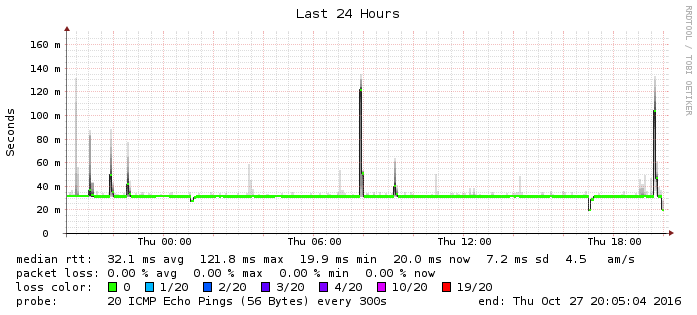 Last 24 Hours
RRDTOOL / TOBI OETIKER
Seconds
160 m
140 m
120 m
100 m
80 m
60 m
40 m
20 m
0
Thu 00:00 Thu 06:00 Thu 12:00 Thu 18:00
median rtt: 32.1 ms avg 121.8 ms max 19.9 ms min 20.0 ms now 7.2 ms sd 4.5 am/s
packet loss: 0.00 % avg 0.00 % max 0.00 % min 0.00 % now
loss color: 0 1/20 2/20 3/20 4/20 10/20 19/20
probe: 20 ICMP Echo Pings (56 Bytes) every 300s end: Thu Oct 27 20:05:04 2016